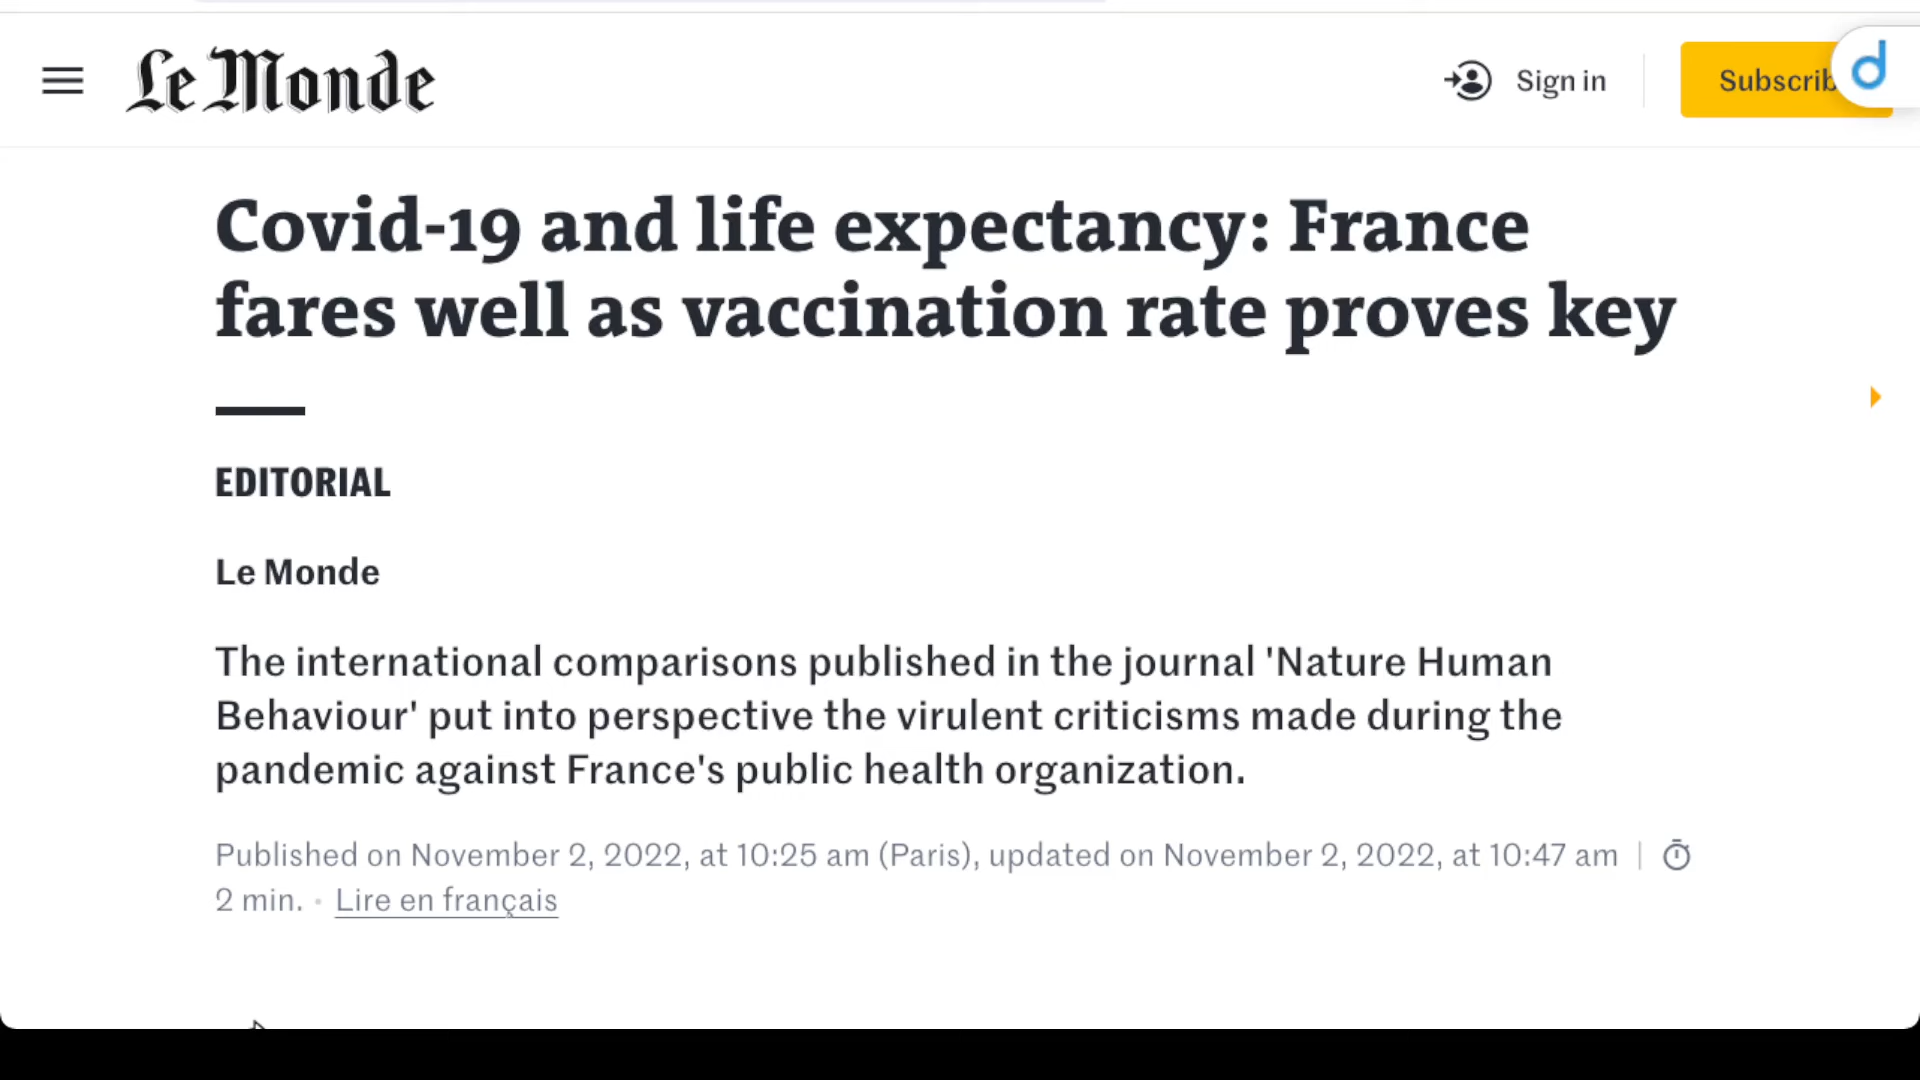 Le Monde
Sign in
Subscrib
Covid-19 and life expectancy: France
fares well as vaccination rate proves key
EDITORIAL
Le Monde
The international comparisons published in the journal 'Nature Human
Behaviour' put into perspective the virulent criticisms made during the
pandemic against France's public health organization.
Published on November 2, 2022, at 10:25 am (Paris), updated on November 2, 2022, at 10:47 am |
2 min. • Lire en français